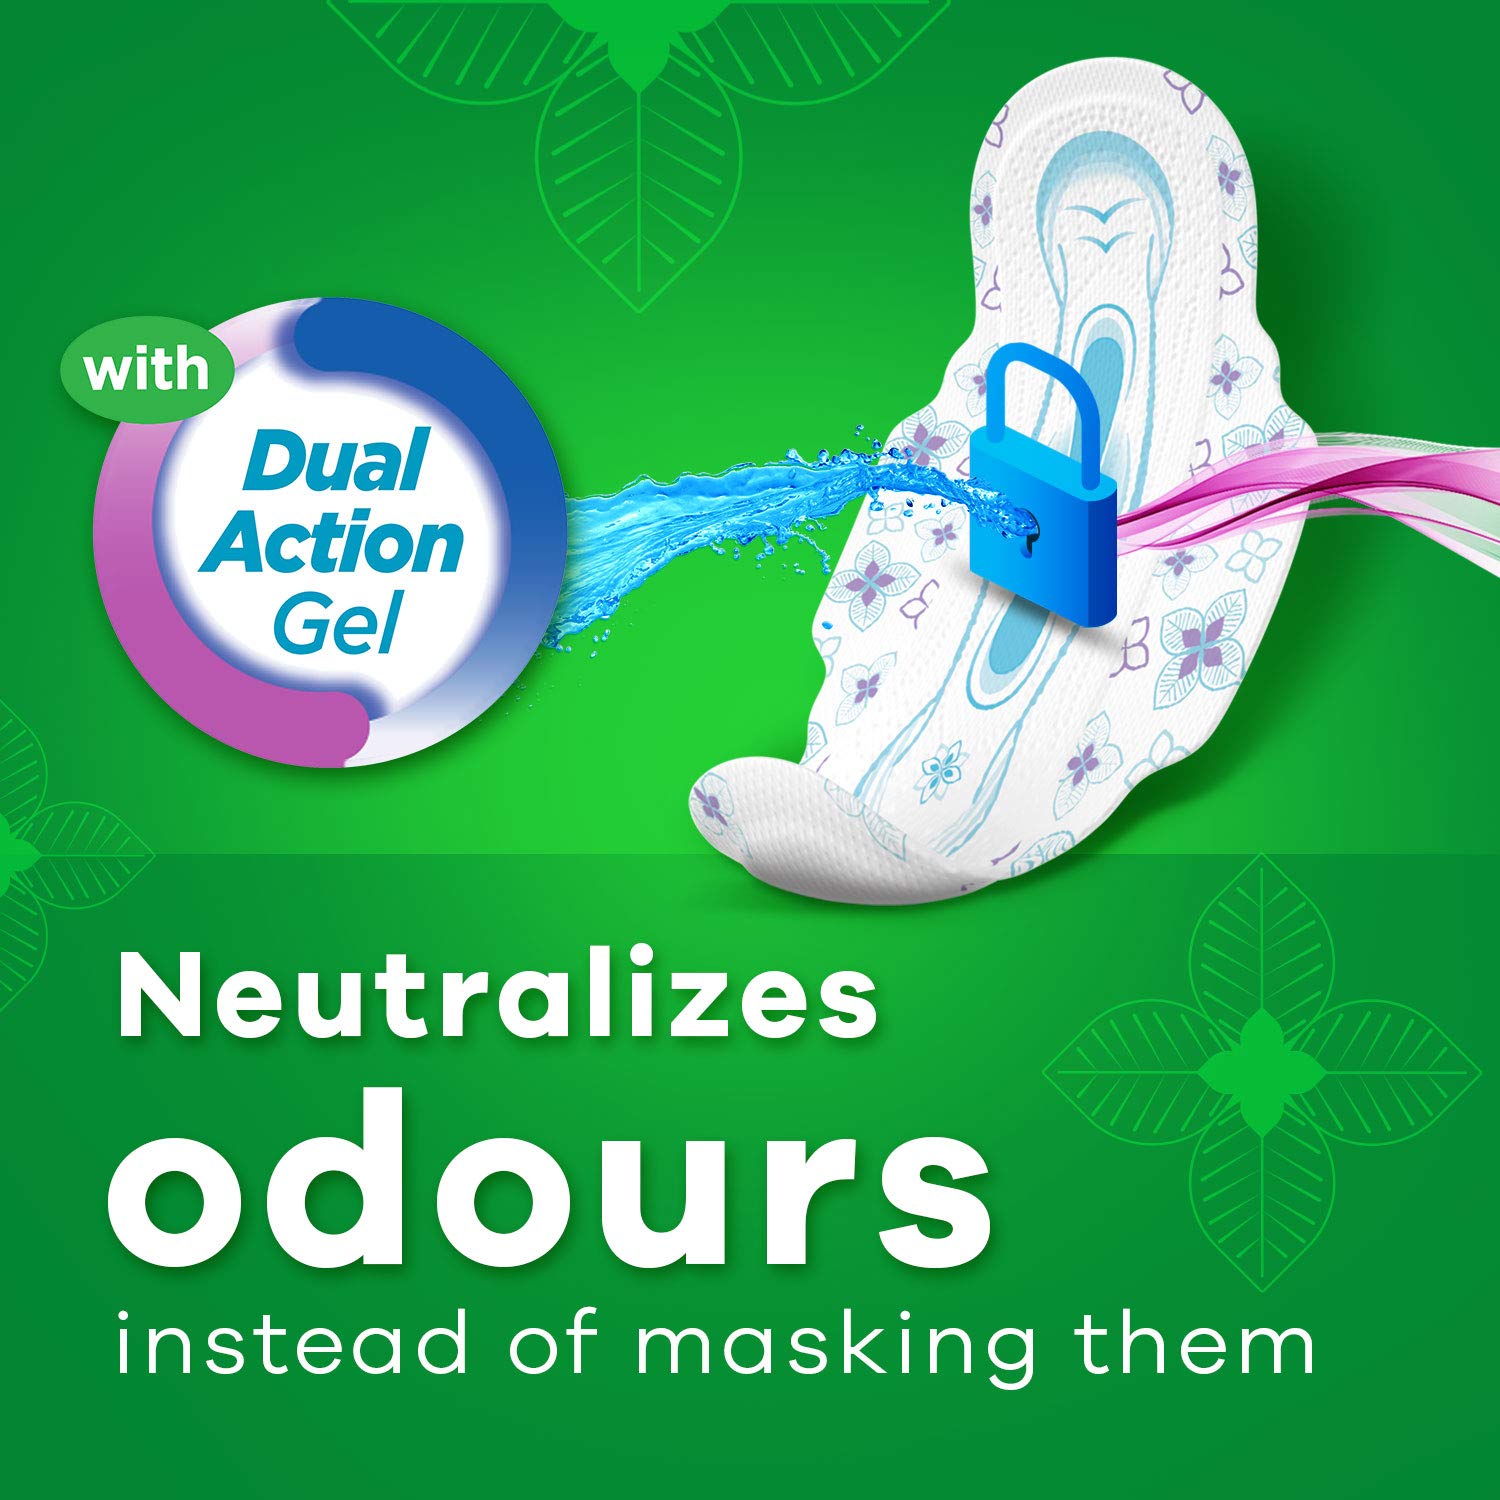 with
Dual
Action
Gel
Neutralizes
odours
instead of masking them